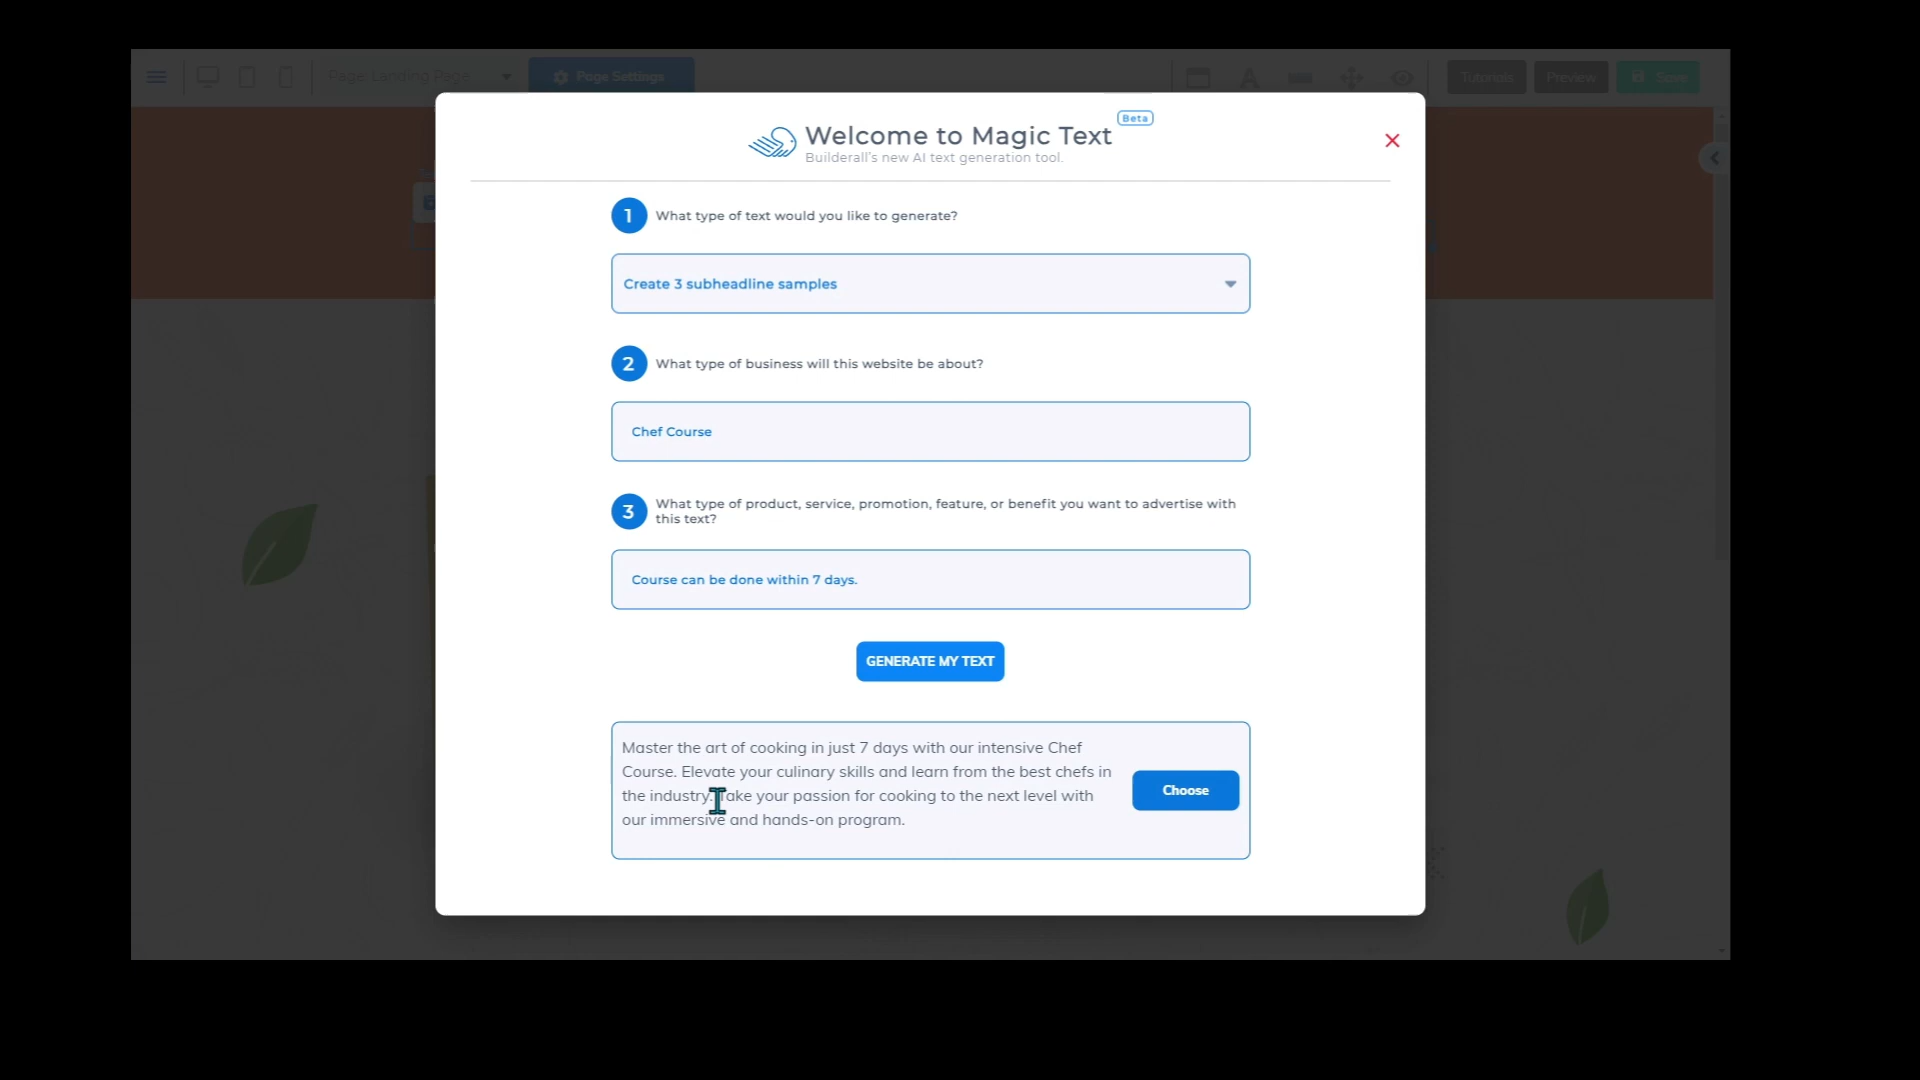 Page: Landing Page
Page Settings
Tutorials
Preview
Save
Welcome to Magic Text
Beta
Builderall's new AI text generation tool.
1 What type of text would you like to generate?
Create 3 subheadline samples
2 What type of business will this website be about?
Chef Course
3 What type of product, service, promotion, feature, or benefit you want to advertise with
this text?
Course can be done within 7 days.
GENERATE MY TEXT
Master the art of cooking in just 7 days with our intensive Chef
Course. Elevate your culinary skills and learn from the best chefs in
the industry. Take your passion for cooking to the next level with
our immersive and hands-on program.
Choose